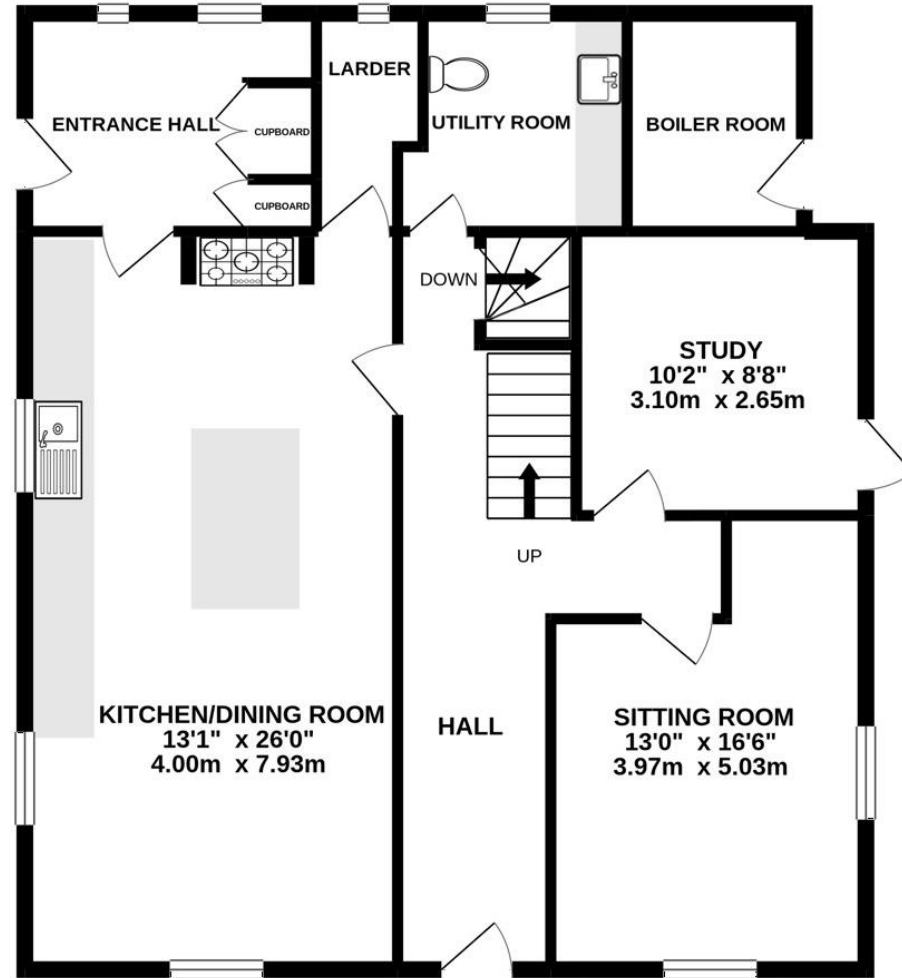 LARDER
ENTRANCE HALL
CUPBOARD
UTILITY ROOM
BOILER ROOM
CUPBOARD
DOWN
STUDY
10'2" x 8'8"
3.10m x 2.65m
UP
KITCHEN/DINING ROOM
13'1" x 26'0"
4.00m x 7.93m
HALL
SITTING ROOM
13'0" x 16'6"
3.97m x 5.03m